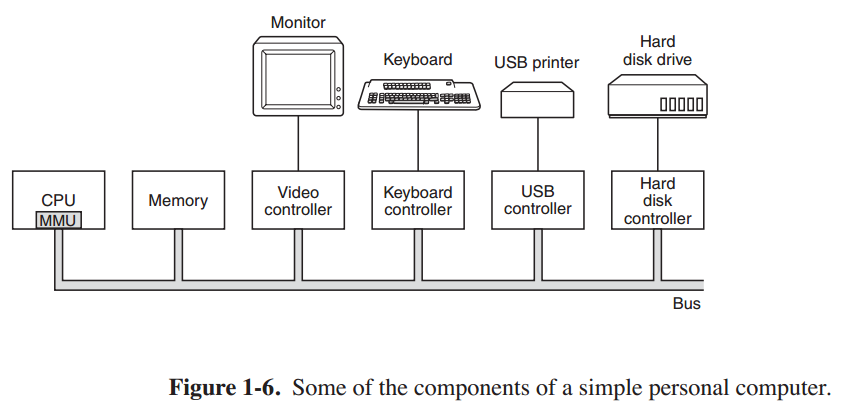 Monitor
Keyboard
USB printer
Hard
disk drive
CPU
MMU
Memory
Video
controller
Keyboard
controller
USB
controller
Hard
disk
controller
Bus
Figure 1-6. Some of the components of a simple personal computer.